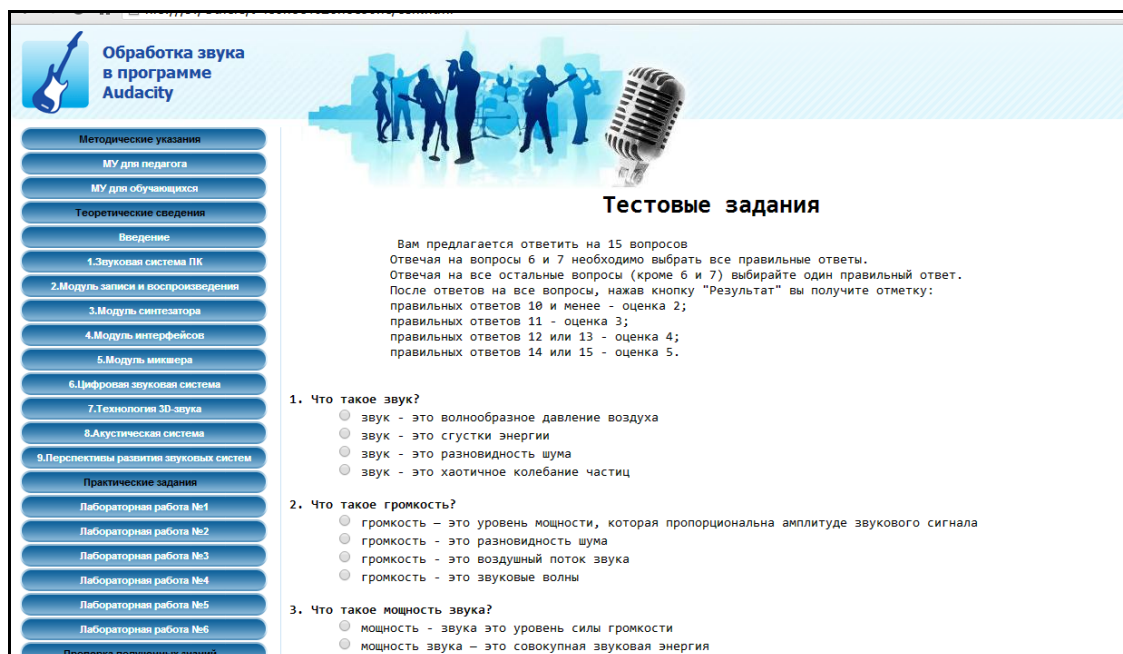 Обработка звука
в программе
Audacity
Методические указания
МУ для педагога
МУ для обучающихся
Теоретические сведения
Введение
1.Звуковая система ПК
2.Модуль записи и воспроизведения
3.Модуль синтезатора
4.Модуль интерфейсов
5.Модуль микшера
6.Цифровая звуковая система
7.Технология 3D-звука
8.Акустическая система
9.Перспективы развития звуковых систем
Практические задания
Лабораторная работа №1
Лабораторная работа №2
Лабораторная работа №3
Лабораторная работа №4
Лабораторная работа №5
Лабораторная работа №6
Тестовые задания
Вам предлагается ответить на 15 вопросов
Отвечая на вопросы 6 и 7 необходимо выбрать все правильные ответы.
Отвечая на все остальные вопросы (кроме 6 и 7) выбирайте один правильный ответ.
После ответов на все вопросы, нажав кнопку "Результат" вы получите отметку:
правильных ответов 10 и менее - оценка 2;
правильных ответов 11 - оценка 3;
правильных ответов 12 или 13 - оценка 4;
правильных ответов 14 или 15 - оценка 5.
1. Что такое звук?
звук - это волнообразное давление воздуха
звук - это сгустки энергии
звук - это разновидность шума
звук - это хаотичное колебание частиц
2. Что такое громкость?
громкость – это уровень мощности, которая пропорциональна амплитуде звукового сигнала
громкость - это разновидность шума
громкость - это воздушный поток звука
громкость - это звуковые волны
3. Что такое мощность звука?
мощность - звука это уровень силы громкости
мощность звука – это совокупная звуковая энергия